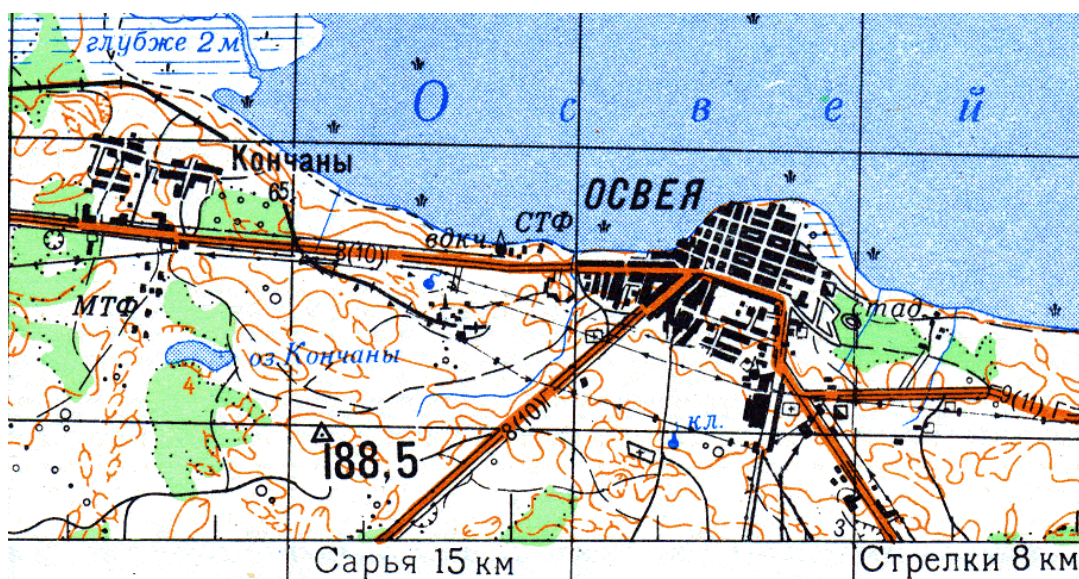 глубже 2 м
О с в е й
Кончаны
65
ОСВЕЯ
СТФ
вдкч.
8(10)Г
МТФ
стад.
оз. Кончаны
4
9(11) Г
8(10)Г
кл.
188,5
3
Сарья 15 км
Стрелки 8 км